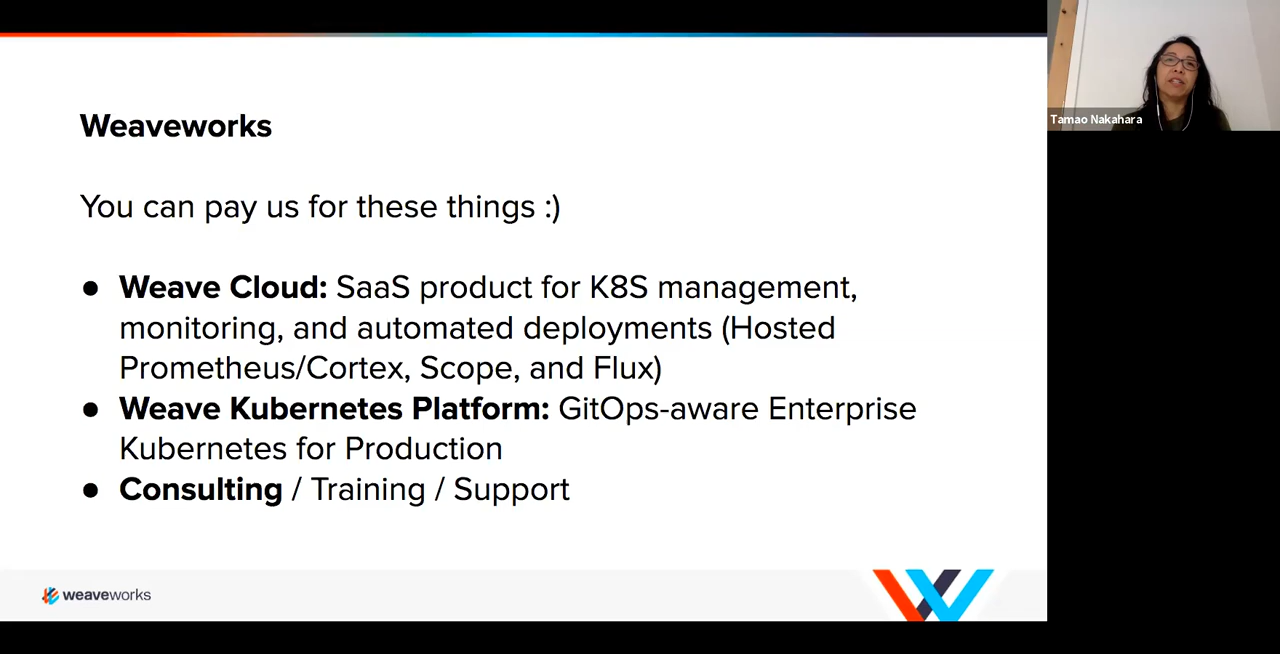 Weaveworks
You can pay us for these things :)
● Weave Cloud: SaaS product for K8S management,
monitoring, and automated deployments (Hosted
Prometheus/Cortex, Scope, and Flux)
● Weave Kubernetes Platform: GitOps-aware Enterprise
Kubernetes for Production
● Consulting / Training / Support
weaveworks
Tamao Nakahara